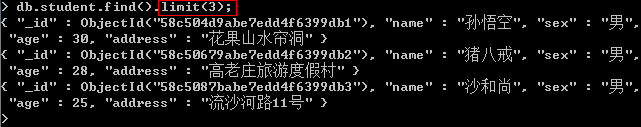 > db.student.find().limit(3);
{ "_id" : ObjectId("58c504d9abe7edd4f6399db1"), "name" : "孙悟空", "sex" : "男",
"age" : 30, "address" : "花果山水帘洞" }
{ "_id" : ObjectId("58c50679abe7edd4f6399db2"), "name" : "猪八戒", "sex" : "男",
"age" : 28, "address" : "高老庄旅游度假村" }
{ "_id" : ObjectId("58c5087babe7edd4f6399db3"), "name" : "沙和尚", "sex" : "男",
"age" : 25, "address" : "流沙河路11号" }
>